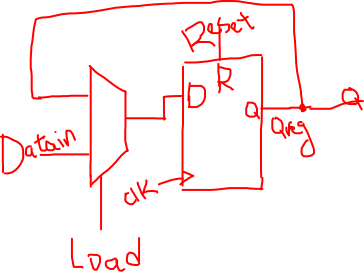 Reset
R
D
Q
Q
Qreg
Datain
clk
Load